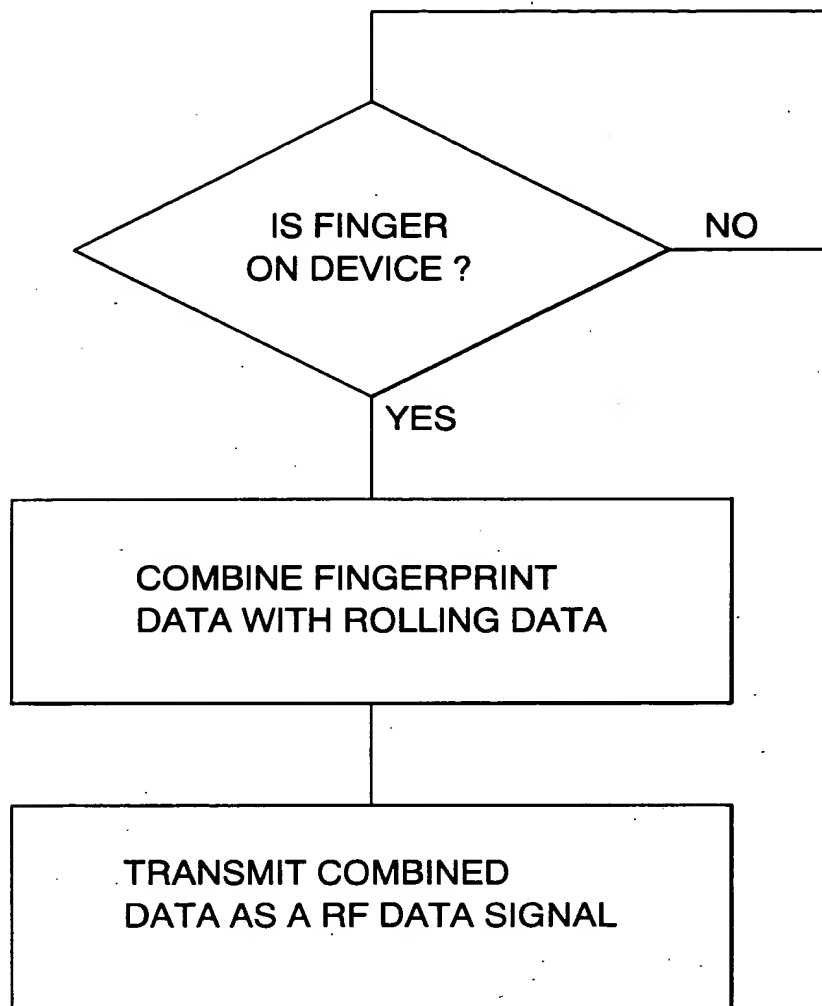 IS FINGER
ON DEVICE ?
NO
YES
COMBINE FINGERPRINT
DATA WITH ROLLING DATA
TRANSMIT COMBINED
DATA AS A RF DATA SIGNAL